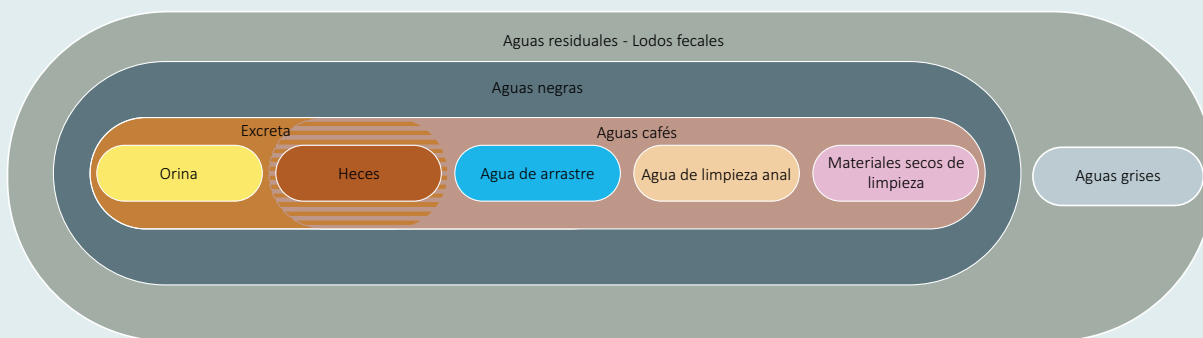 Aguas residuales - Lodos fecales
Aguas negras
Excreta
Aguas cafés
Orina
Heces
Agua de arrastre
Agua de limpieza anal
Materiales secos de
limpieza
Aguas grises